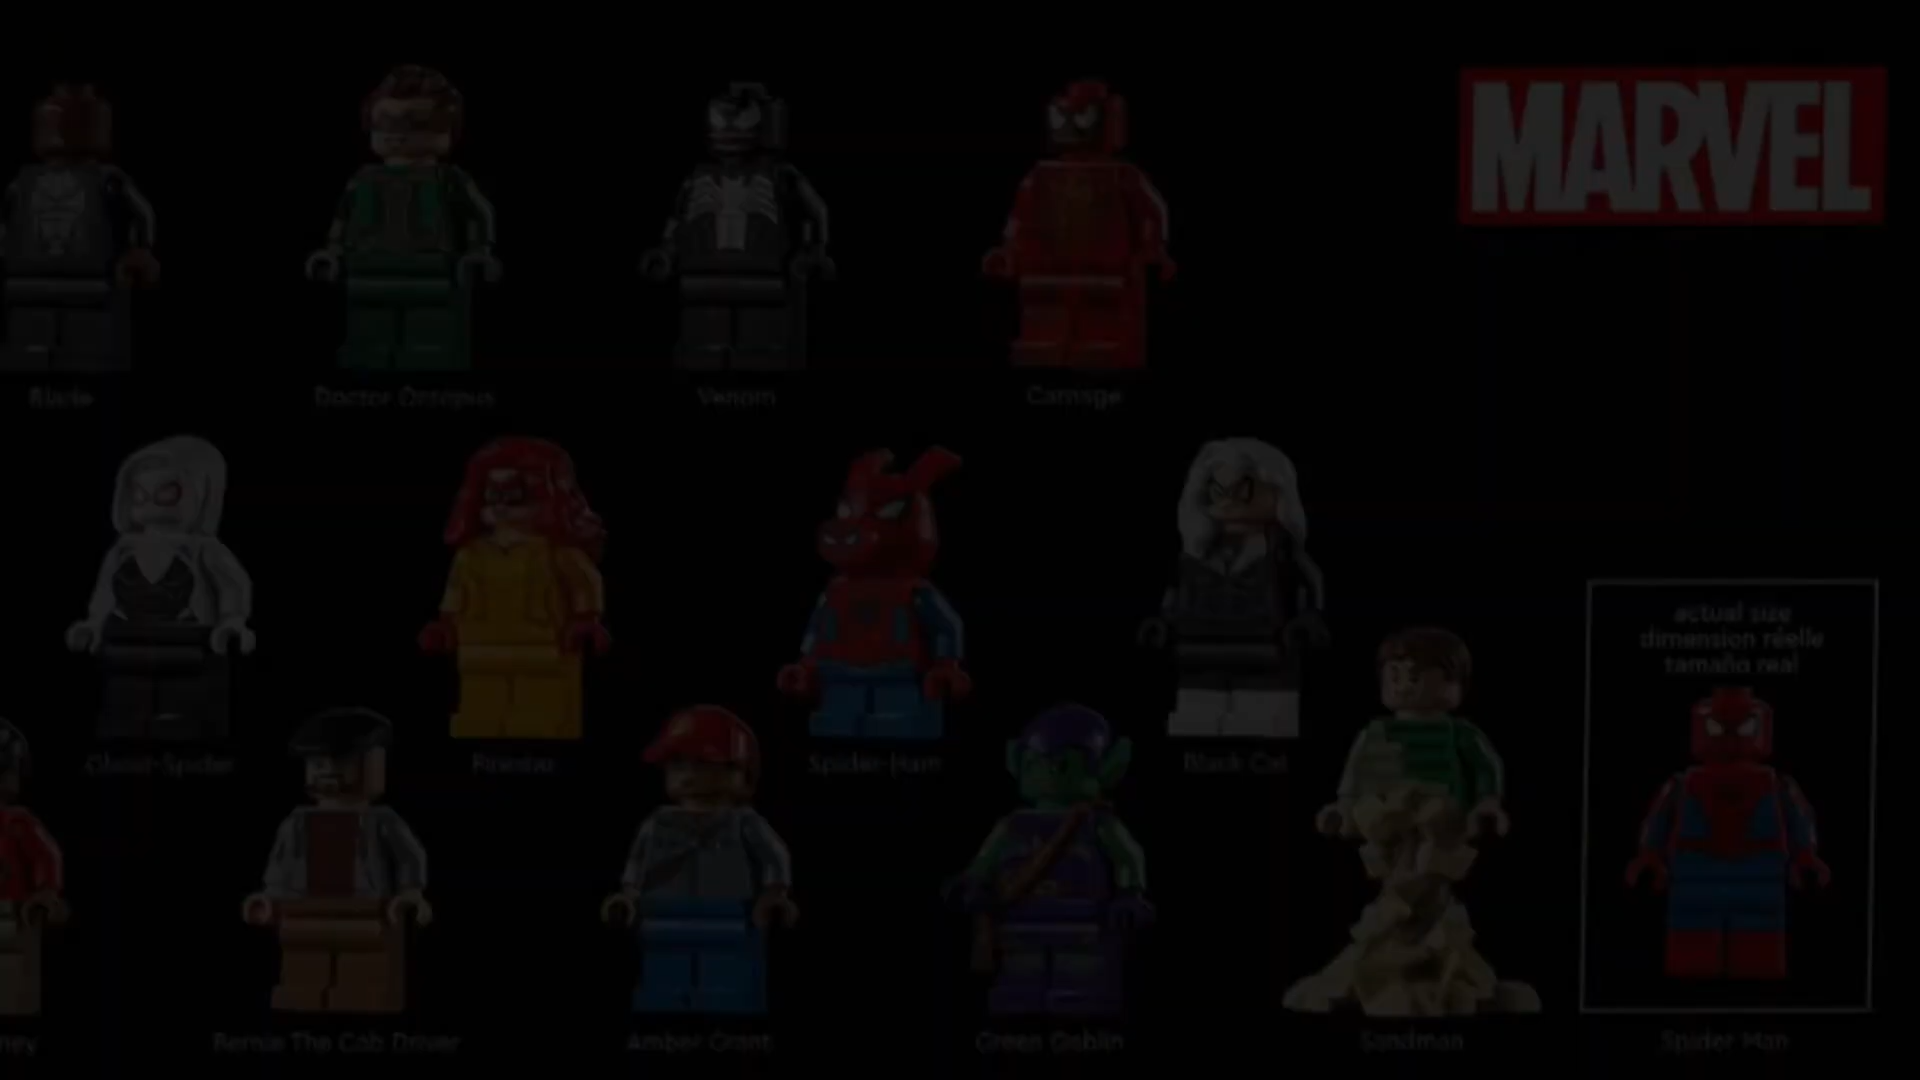 MARVEL
Blade
Doctor Octopus
Venom
Carnage
actual size
dimension réelle
tamaño real
Ghost-Spider
Firestar
Spider-Ham
Black Cat
Bernie The Cab Driver
Amber Grant
Green Goblin
Sandman
Spider-Man